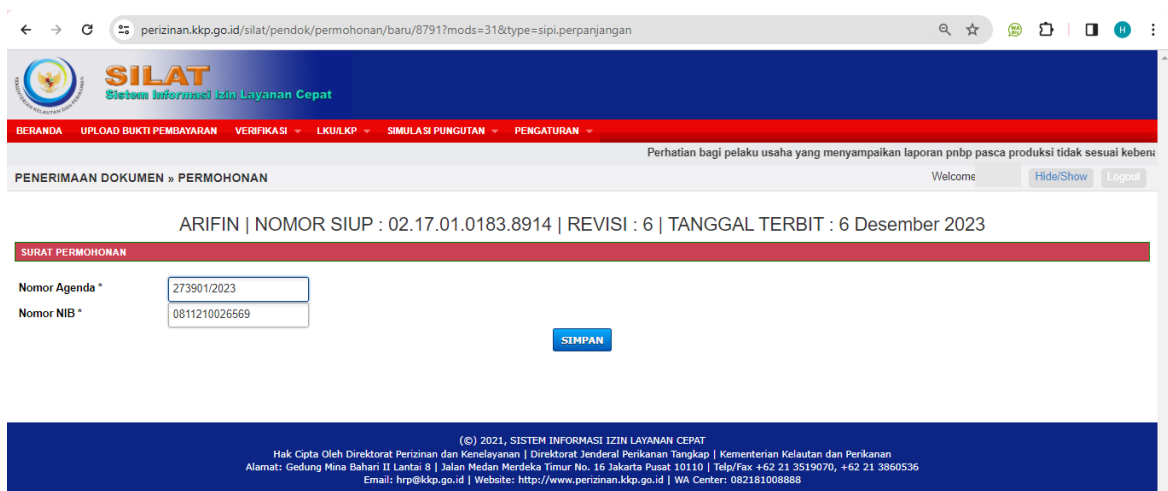 perizinan.kkp.go.id/silat/pendok/permohonan/baru/8791?mods=31&type=sipi.perpanjangan
H
KEMENTERIAN KELAUTAN DAN PERIKANAN
SILAT
Sistem Informasi Izin Layanan Cepat
BERANDA UPLOAD BUKTI PEMBAYARAN VERIFIKASI LKU/LKP SIMULASI PUNGUTAN PENGATURAN
Perhatian bagi pelaku usaha yang menyampaikan laporan pnbp pasca produksi tidak sesuai kebena
PENERIMAAN DOKUMEN » PERMOHONAN Welcome Hide/Show Logout
ARIFIN | NOMOR SIUP : 02.17.01.0183.8914 | REVISI : 6 | TANGGAL TERBIT : 6 Desember 2023
SURAT PERMOHONAN
Nomor Agenda * 273901/2023
Nomor NIB * 0811210026569
SIMPAN
(©) 2021, SISTEM INFORMASI IZIN LAYANAN CEPAT
Hak Cipta Oleh Direktorat Perizinan dan Kenelayanan | Direktorat Jenderal Perikanan Tangkap | Kementerian Kelautan dan Perikanan
Alamat: Gedung Mina Bahari II Lantai 8 | Jalan Medan Merdeka Timur No. 16 Jakarta Pusat 10110 | Telp/Fax +62 21 3519070, +62 21 3860536
Email: hrp@kkp.go.id | Website: http://www.perizinan.kkp.go.id | WA Center: 082181008888